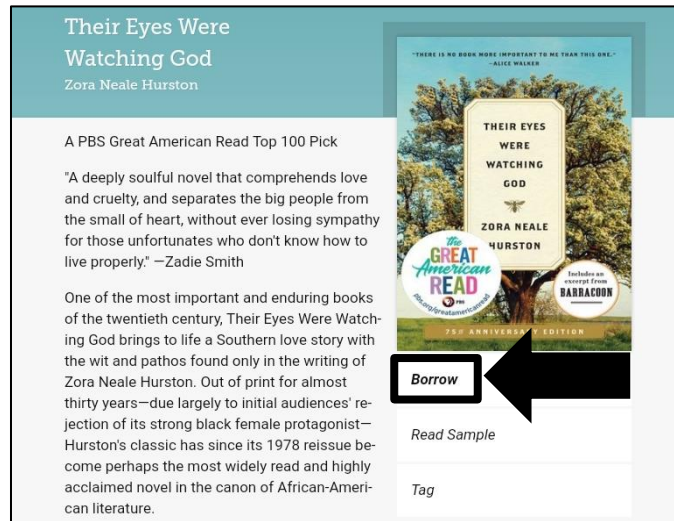 Their Eyes Were
Watching God
Zora Neale Hurston
A PBS Great American Read Top 100 Pick
"A deeply soulful novel that comprehends love
and cruelty, and separates the big people from
the small of heart, without ever losing sympathy
for those unfortunates who don't know how to
live properly." —Zadie Smith
One of the most important and enduring books
of the twentieth century, Their Eyes Were Watch-
ing God brings to life a Southern love story with
the wit and pathos found only in the writing of
Zora Neale Hurston. Out of print for almost
thirty years—due largely to initial audiences' re-
jection of its strong black female protagonist—
Hurston's classic has since its 1978 reissue be-
come perhaps the most widely read and highly
acclaimed novel in the canon of African-Ameri-
can literature.
"THERE IS NO BOOK MORE IMPORTANT TO ME THAN THIS ONE."
—ALICE WALKER
THEIR EYES
WERE
WATCHING
GOD
ZORA NEALE
HURSTON
the
GREAT
American
READ
PBS
pbs.org/greatamericanread
Includes an
excerpt from
BARRACOON
75TH ANNIVERSARY EDITION
Borrow
Read Sample
Tag